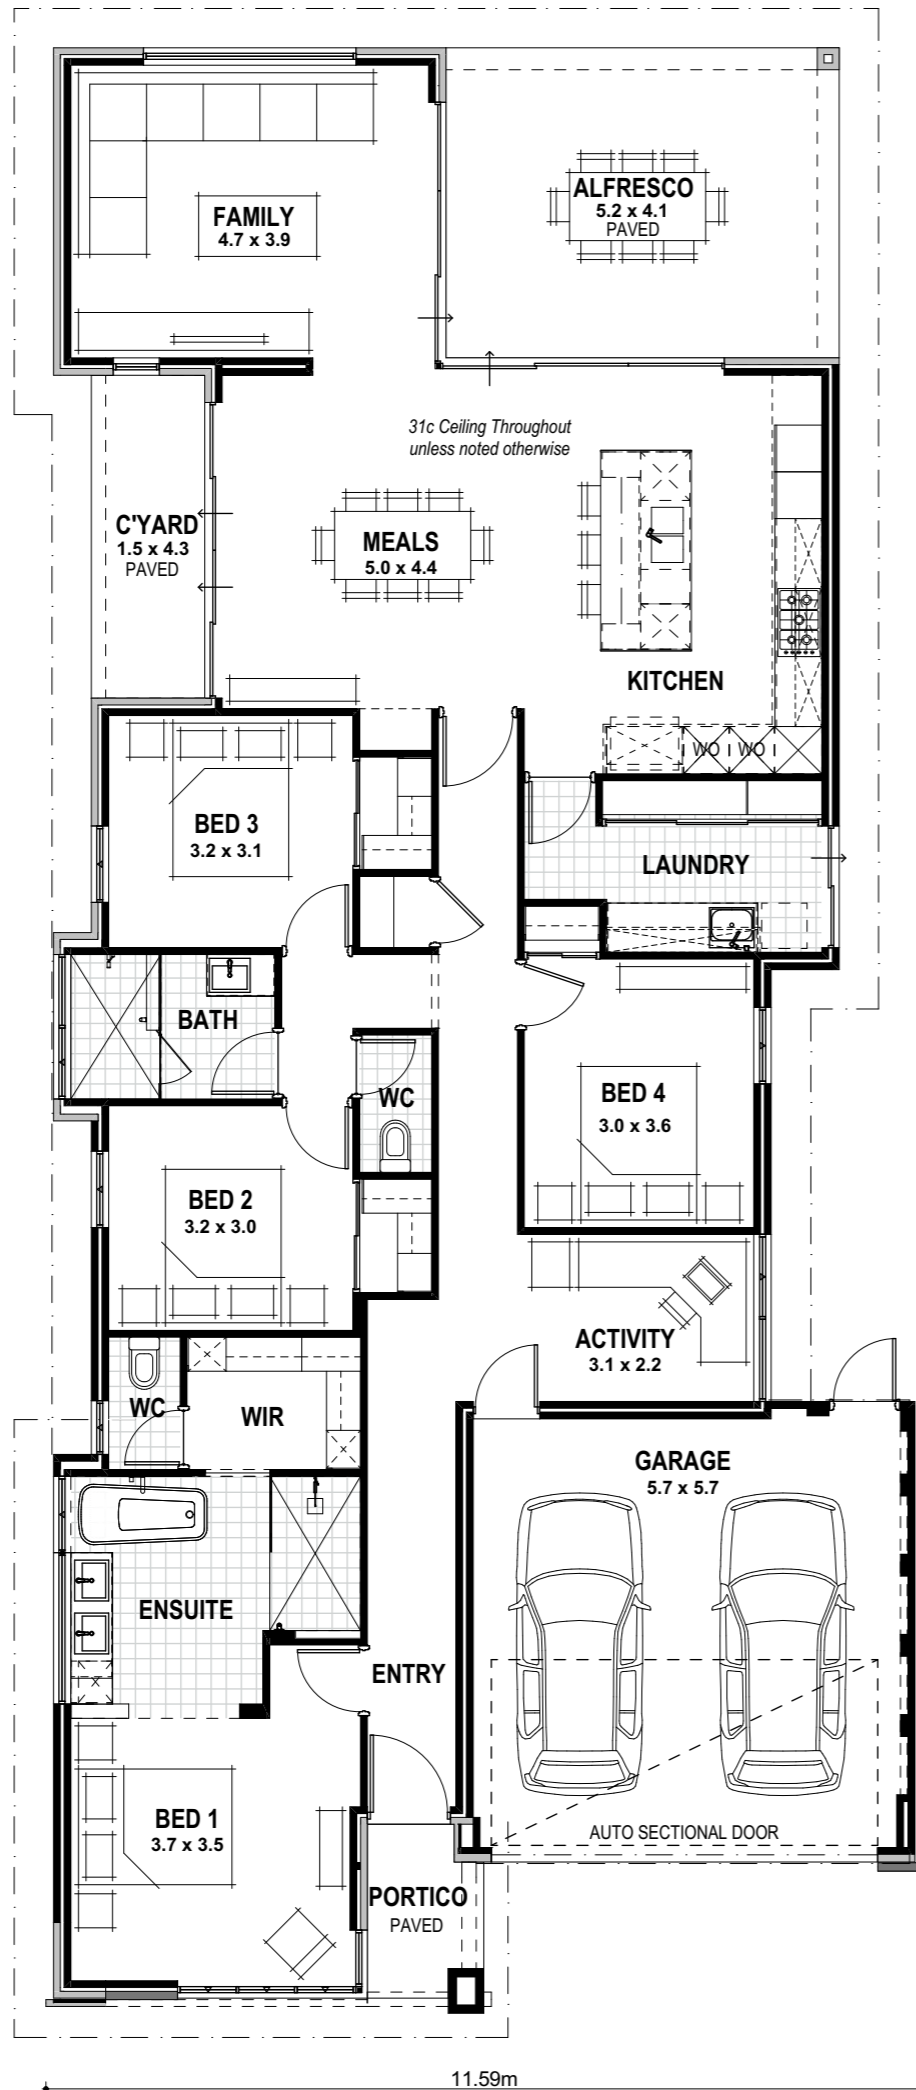 FAMILY
4.7 x 3.9
ALFRESCO
5.2 x 4.1
PAVED
31c Ceiling Throughout
unless noted otherwise
C'YARD
1.5 x 4.3
PAVED
MEALS
5.0 x 4.4
KITCHEN
WO WO
BED 3
3.2 x 3.1
LAUNDRY
BATH
WC
BED 4
3.0 x 3.6
BED 2
3.2 x 3.0
ACTIVITY
3.1 x 2.2
WC
WIR
GARAGE
5.7 x 5.7
ENSUITE
ENTRY
BED 1
3.7 x 3.5
AUTO SECTIONAL DOOR
PORTICO
PAVED
11.59m